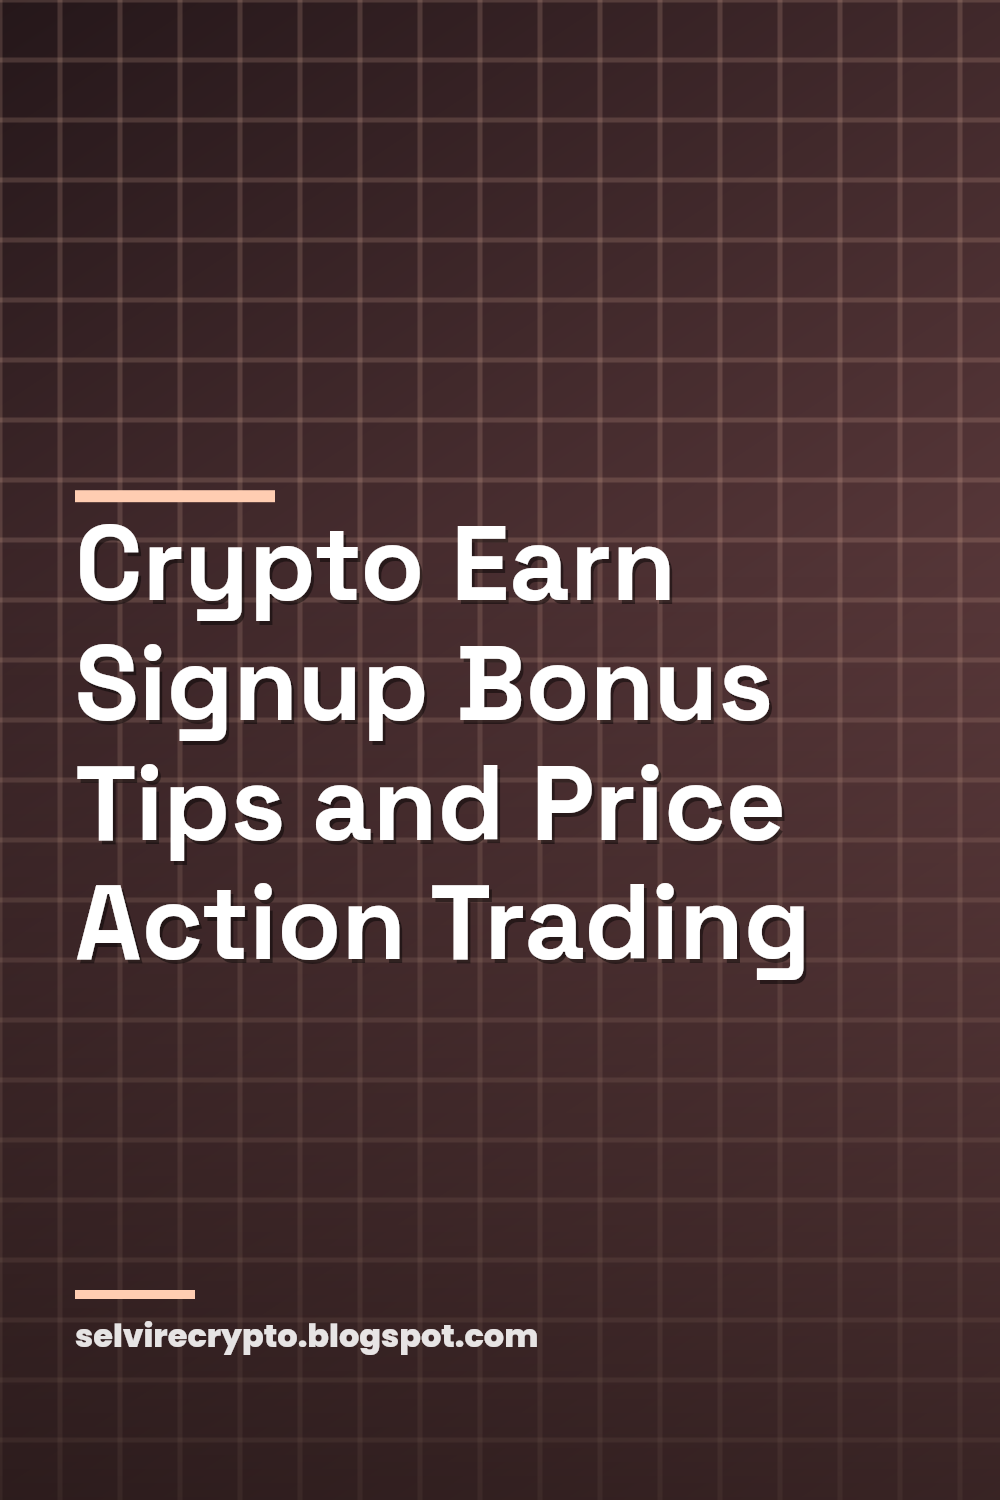 Crypto Earn
Signup Bonus
Tips and Price
Action Trading
selvirecrypto.blogspot.com